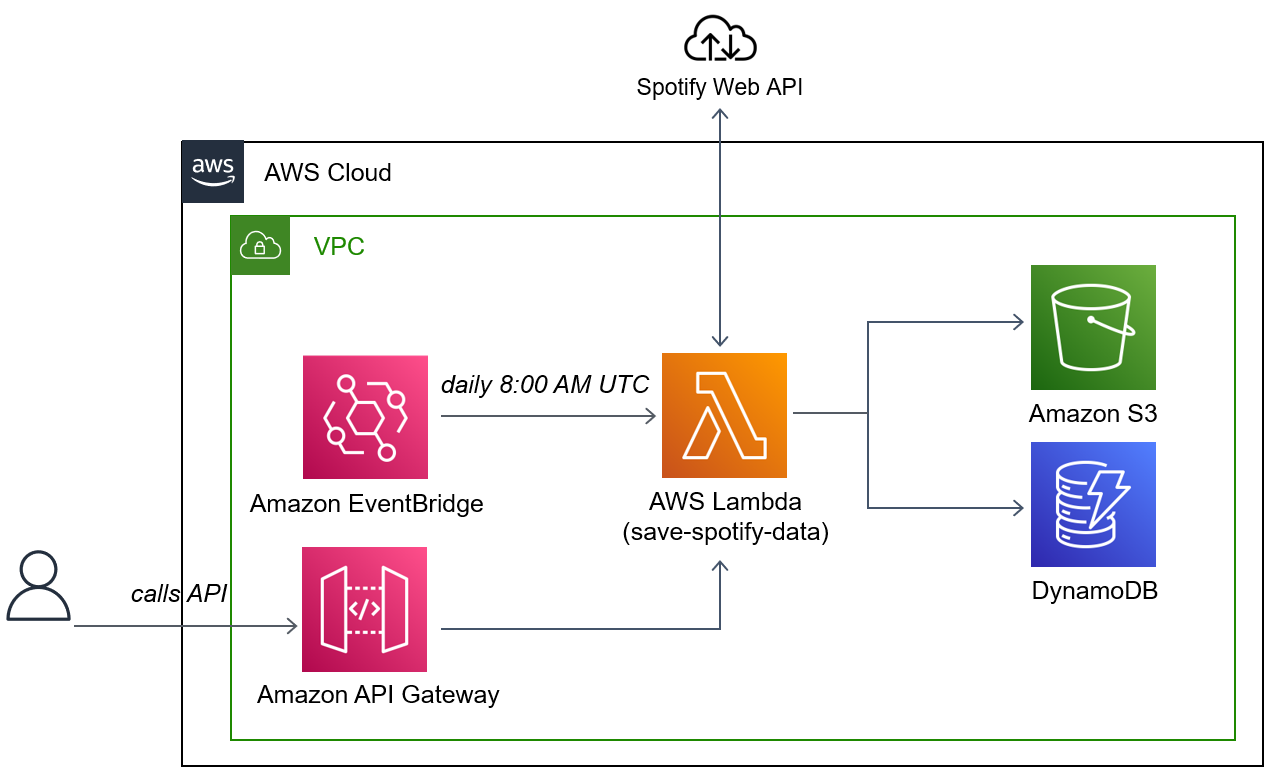 Spotify Web API
aws
AWS Cloud
VPC
daily 8:00 AM UTC
Amazon EventBridge
AWS Lambda
(save-spotify-data)
Amazon S3
DynamoDB
calls API
</>
Amazon API Gateway